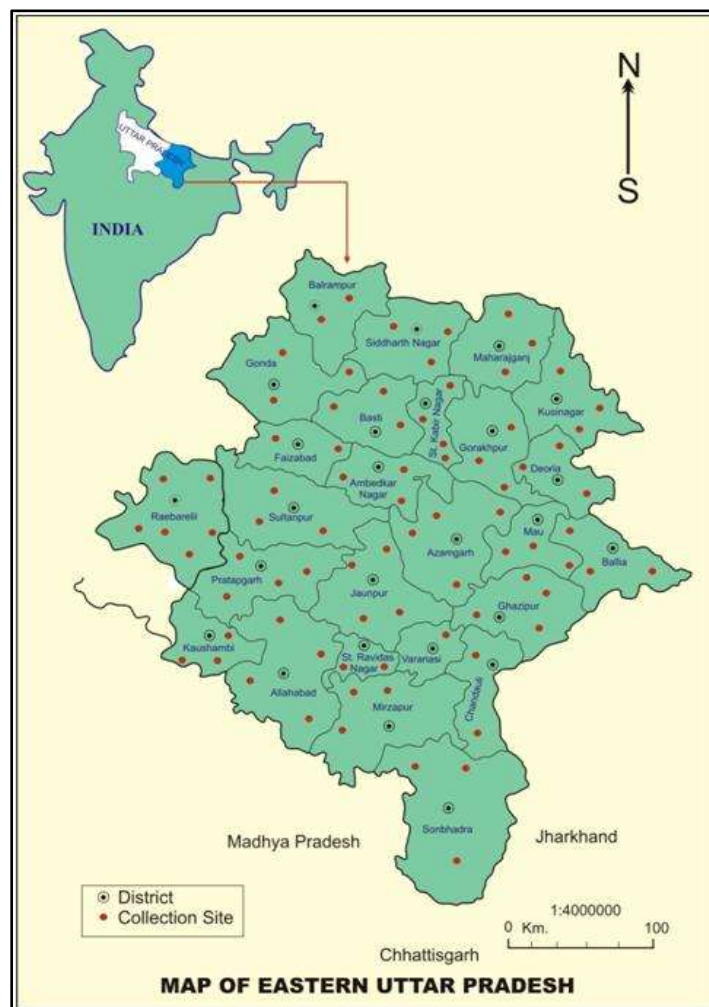 N
S
UTTAR PRADESH
INDIA
Balrampur
Siddharth Nagar
Maharajganj
Gonda
Kusinagar
Basti
St. Kabir Nagar
Gorakhpur
Faizabad
Deoria
Ambedkar
Nagar
Raebarelii
Sultanpur
Mau
Azamgarh
Ballia
Pratapgarh
Jaunpur
Ghazipur
Kaushambi
St. Ravidas
Nagar
Varanasi
Allahabad
Chandauli
Mirzapur
Sonbhadra
Madhya Pradesh
Jharkhand
District
Collection Site
1:4000000
0 Km. 100
Chhattisgarh
MAP OF EASTERN UTTAR PRADESH